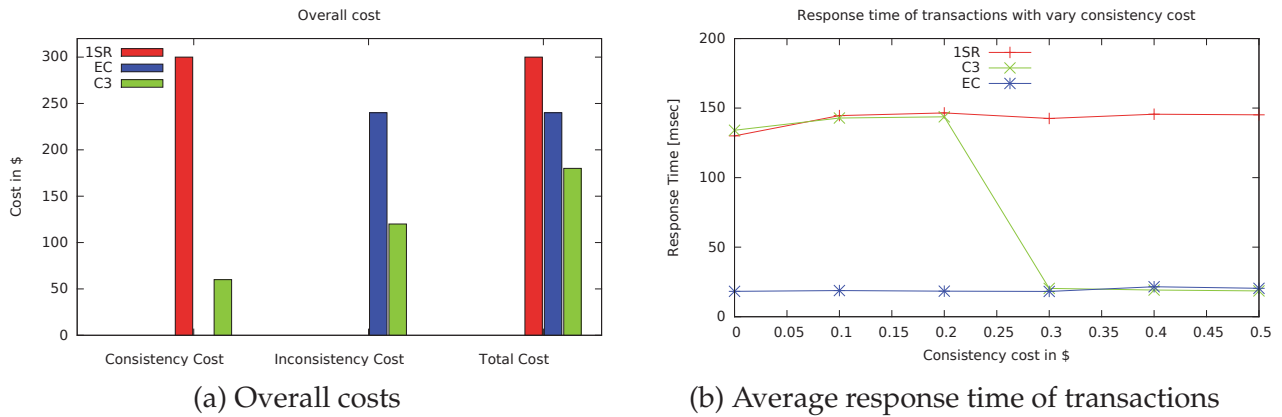 Overall cost
Cost in $
300
250
200
150
100
50
0
1SR
EC
C3
Consistency Cost
Inconsistency Cost
Total Cost
(a) Overall costs
Response time of transactions with vary consistency cost
Response Time [msec]
200
150
100
50
0
1SR
C3
EC
0 0.05 0.1 0.15 0.2 0.25 0.3 0.35 0.4 0.45 0.5
Consistency cost in $
(b) Average response time of transactions